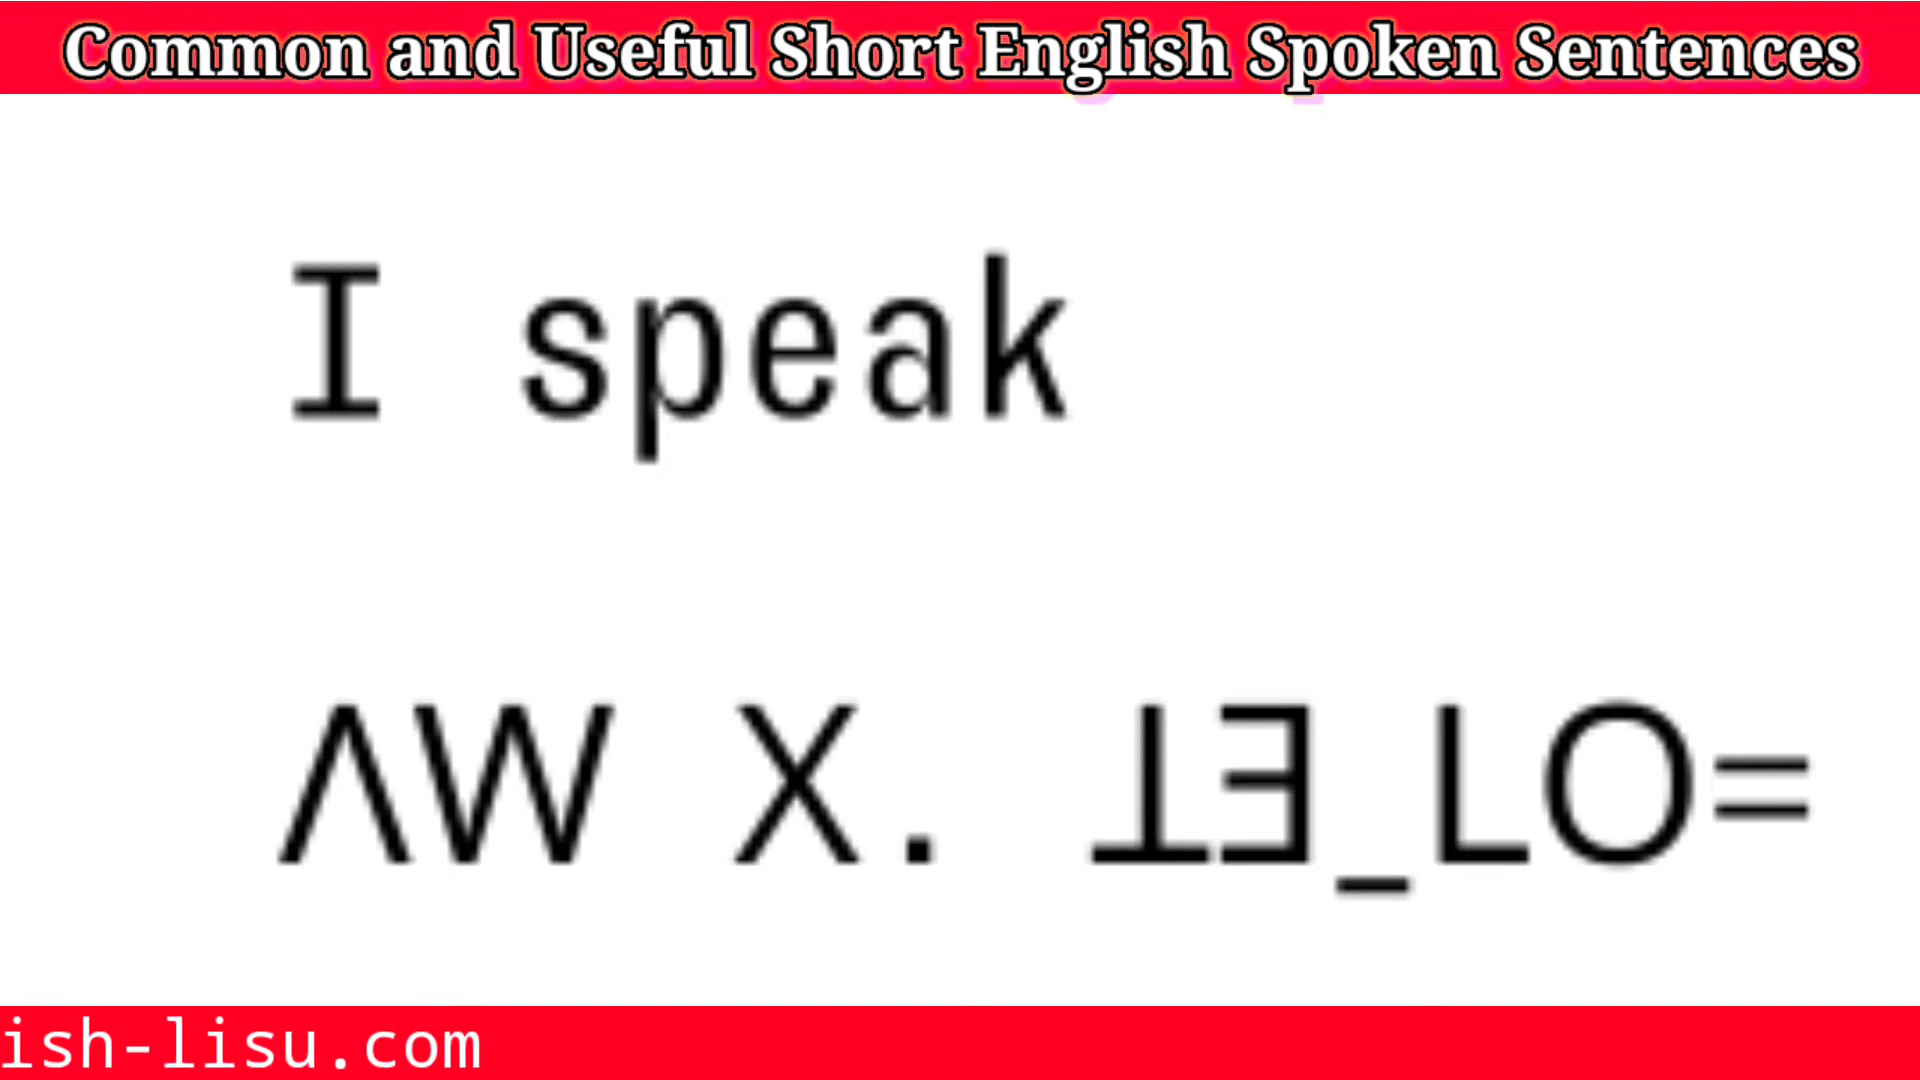 Common and Useful Short English Spoken Sentences
I speak
ꓥꓪ ꓫ. ꓕꓱ_ꓡꓳ=
ish-lisu.com